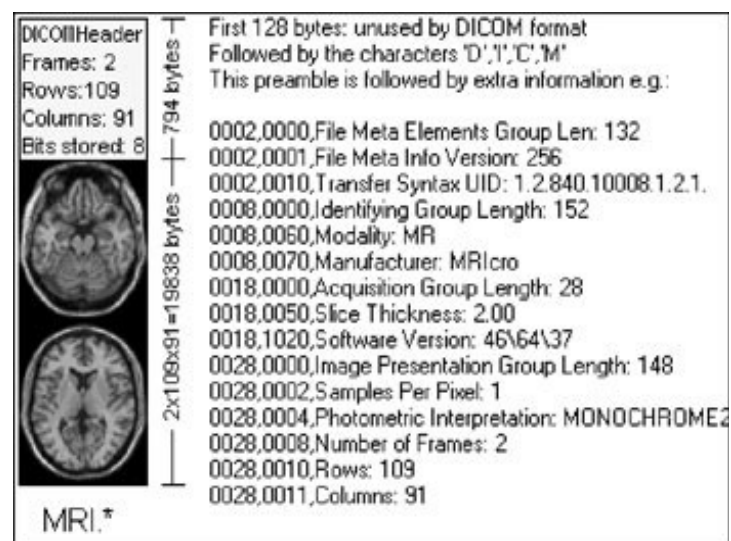 DICOMHeader
Frames: 2
Rows:109
Columns: 91
Bits stored: 8
794 bytes
2x109x91=19838 bytes
MRI.*
First 128 bytes: unused by DICOM format
Followed by the characters 'D','I','C','M'
This preamble is followed by extra information e.g.:
0002,0000,File Meta Elements Group Len: 132
0002,0001,File Meta Info Version: 256
0002,0010,Transfer Syntax UID: 1.2.840.10008.1.2.1.
0008,0000,Identifying Group Length: 152
0008,0060,Modality: MR
0008,0070,Manufacturer: MRIcro
0018,0000,Acquisition Group Length: 28
0018,0050,Slice Thickness: 2.00
0018,1020,Software Version: 46\64\37
0028,0000,Image Presentation Group Length: 148
0028,0002,Samples Per Pixel: 1
0028,0004,Photometric Interpretation: MONOCHROME2
0028,0008,Number of Frames: 2
0028,0010,Rows: 109
0028,0011,Columns: 91